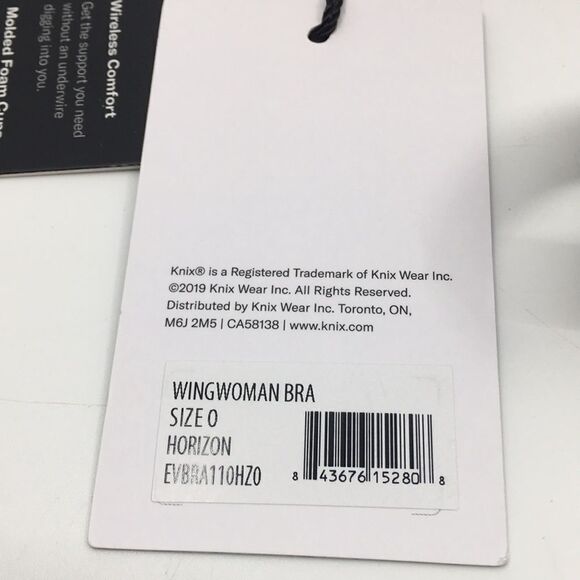 Wireless Comfort
Get the support you need
without an underwire
digging into you.
Molded Foam Cups
Knix® is a Registered Trademark of Knix Wear Inc.
©2019 Knix Wear Inc. All Rights Reserved.
Distributed by Knix Wear Inc. Toronto, ON,
M6J 2M5 | CA58138 | www.knix.com
WINGWOMAN BRA
SIZE 0
HORIZON
EVBRA110HZ0
8 43676 15280 8